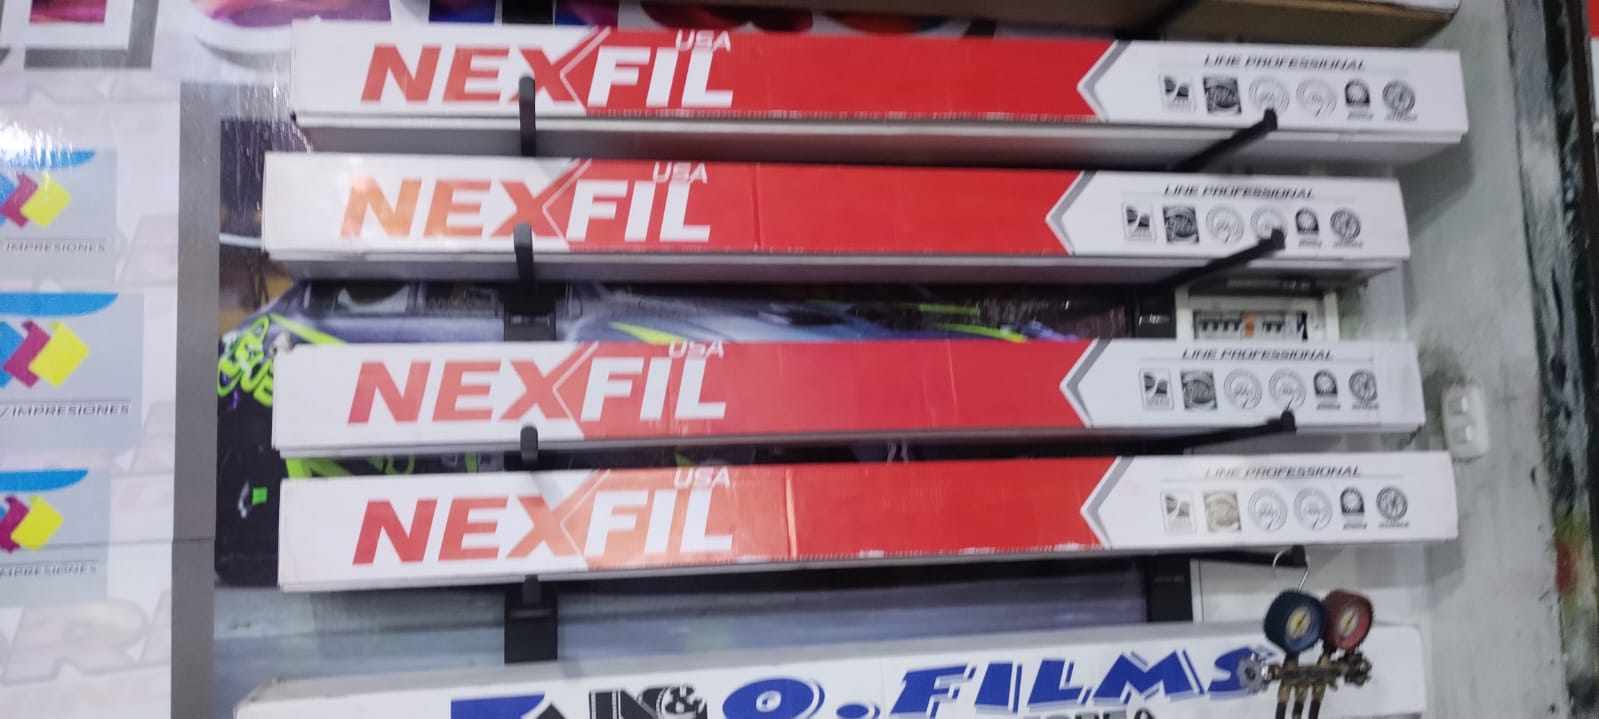 USA
NEXFIL
LINE PROFESSIONAL
USA
NEXFIL
LINE PROFESSIONAL
IMPRESIONES
USA
NEXFIL
LINE PROFESSIONAL
/IMPRESIONES
USA
NEXFIL
LINE PROFESSIONAL
IMPRESIONES
N&O.FILMS